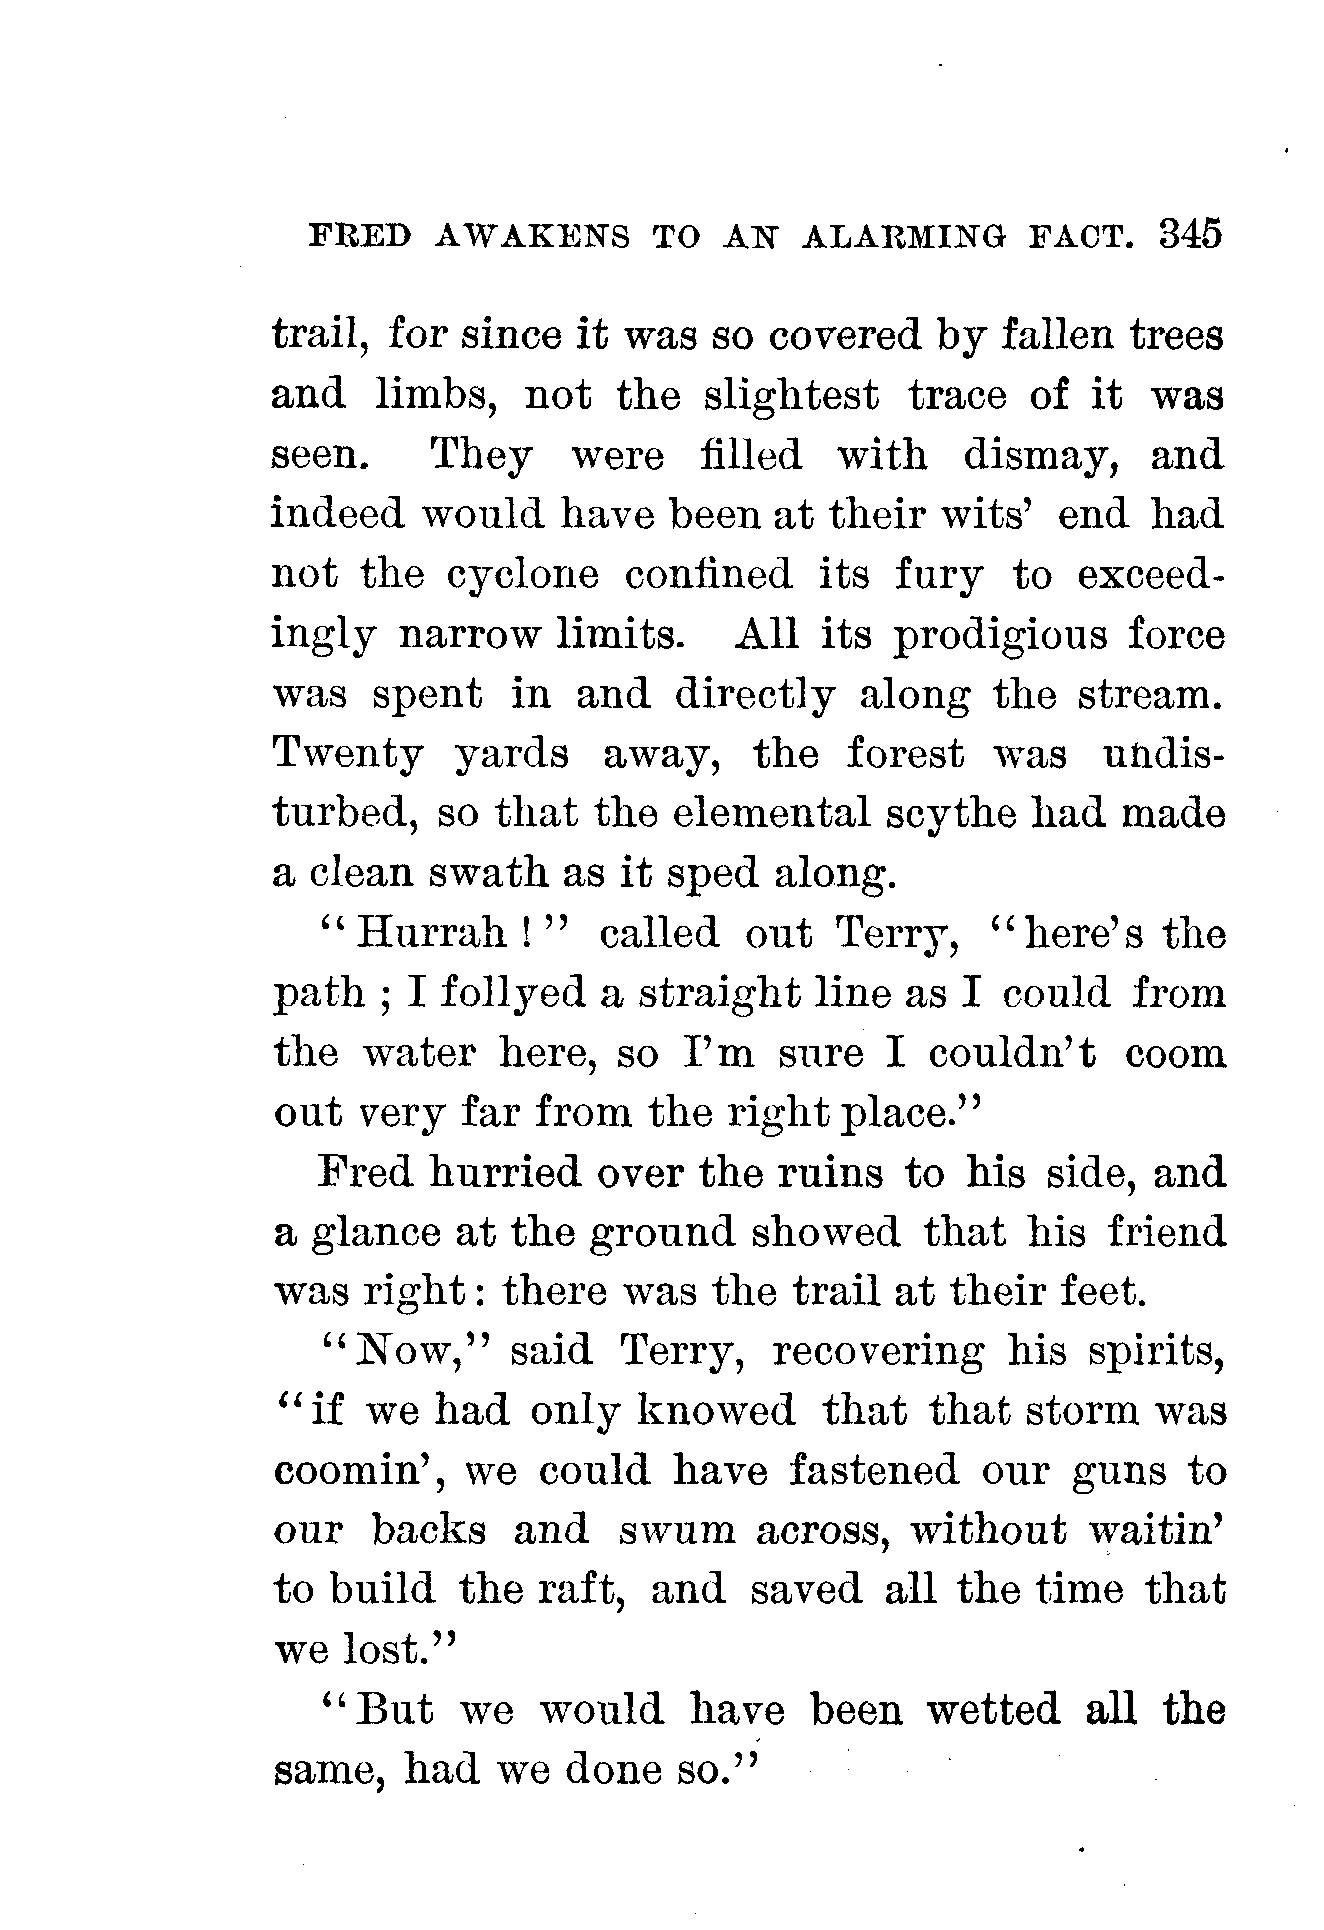 FRED AWAKENS TO AN ALARMING FACT. 345
trail, for since it was so covered by fallen trees
and limbs, not the slightest trace of it was
seen. They were filled with dismay, and
indeed would have been at their wits' end had
not the cyclone confined its fury to exceed-
ingly narrow limits. All its prodigious force
was spent in and directly along the stream.
Twenty yards away, the forest was undis-
turbed, so that the elemental scythe had made
a clean swath as it sped along.
"Hurrah!" called out Terry, "here's the
path; I follyed a straight line as I could from
the water here, so I'm sure I couldn't coom
out very far from the right place."
Fred hurried over the ruins to his side, and
a glance at the ground showed that his friend
was right: there was the trail at their feet.
"Now," said Terry, recovering his spirits,
"if we had only knowed that that storm was
coomin', we could have fastened our guns to
our backs and swum across, without waitin'
to build the raft, and saved all the time that
we lost."
"But we would have been wetted all the
same, had we done so."